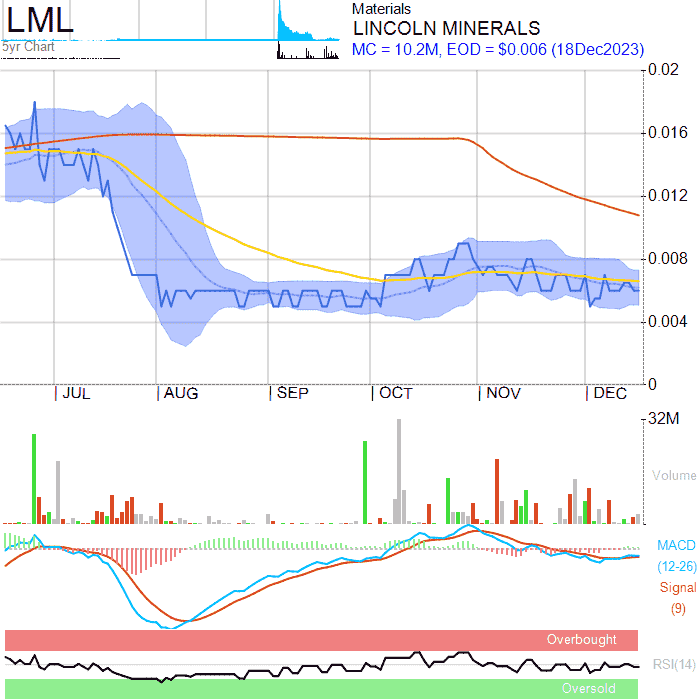 LML
5yr Chart
Materials
LINCOLN MINERALS
MC = 10.2M, EOD = $0.006 (18Dec2023)
0.02
0.016
0.012
0.008
0.004
0
JUL AUG SEP OCT NOV DEC
32M
Volume
MACD
(12-26)
Signal
(9)
Overbought
RSI(14)
Oversold